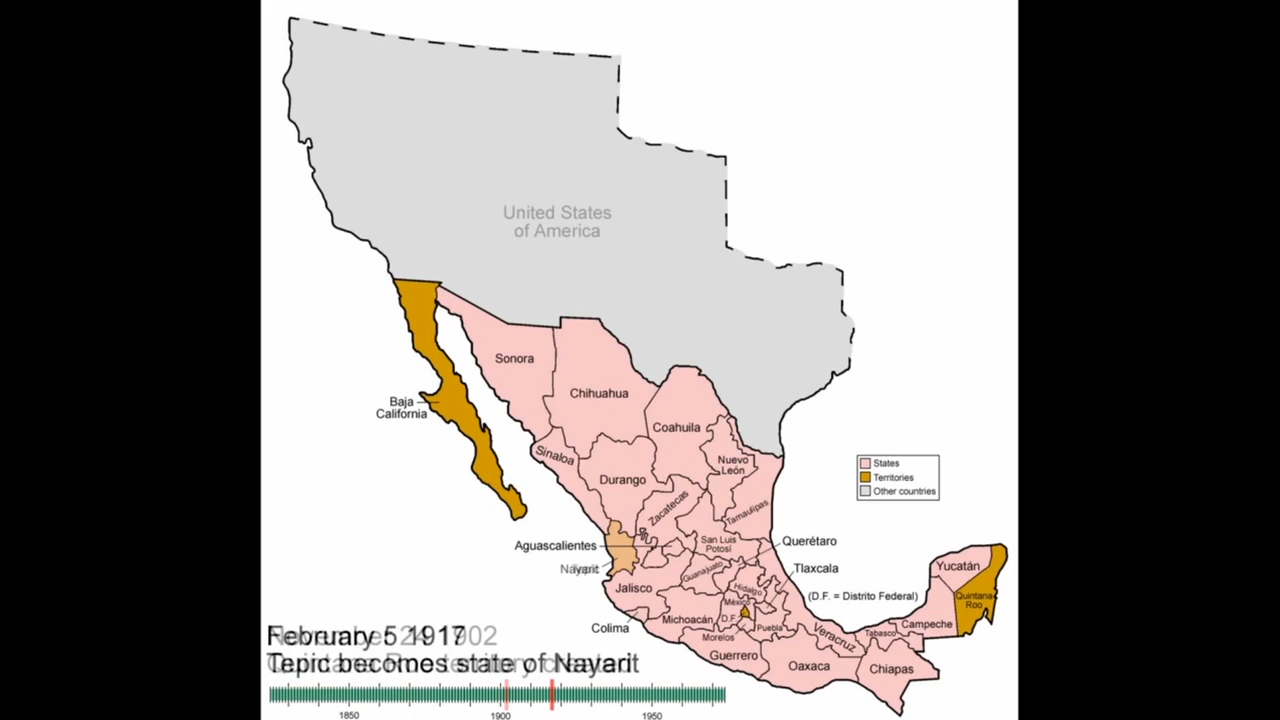 United States
of America
Sonora
Chihuahua
Coahuila
Baja
California
Sinaloa
Durango
Nuevo
León
Zacatecas
Tamaulipas
States
Territories
Other countries
Aguascalientes
San Luis
Potosí
Querétaro
Nayarit
Guanajuato
Hidalgo
Tlaxcala
Yucatán
Jalisco
México
(D.F. = Distrito Federal)
Quintana
Roo
Colima
Michoacán
D.F.
Puebla
Veracruz
Tabasco
Campeche
Morelos
Guerrero
Oaxaca
Chiapas
February 5 1917
Tepic becomes state of Nayarit
1850
1900
1950